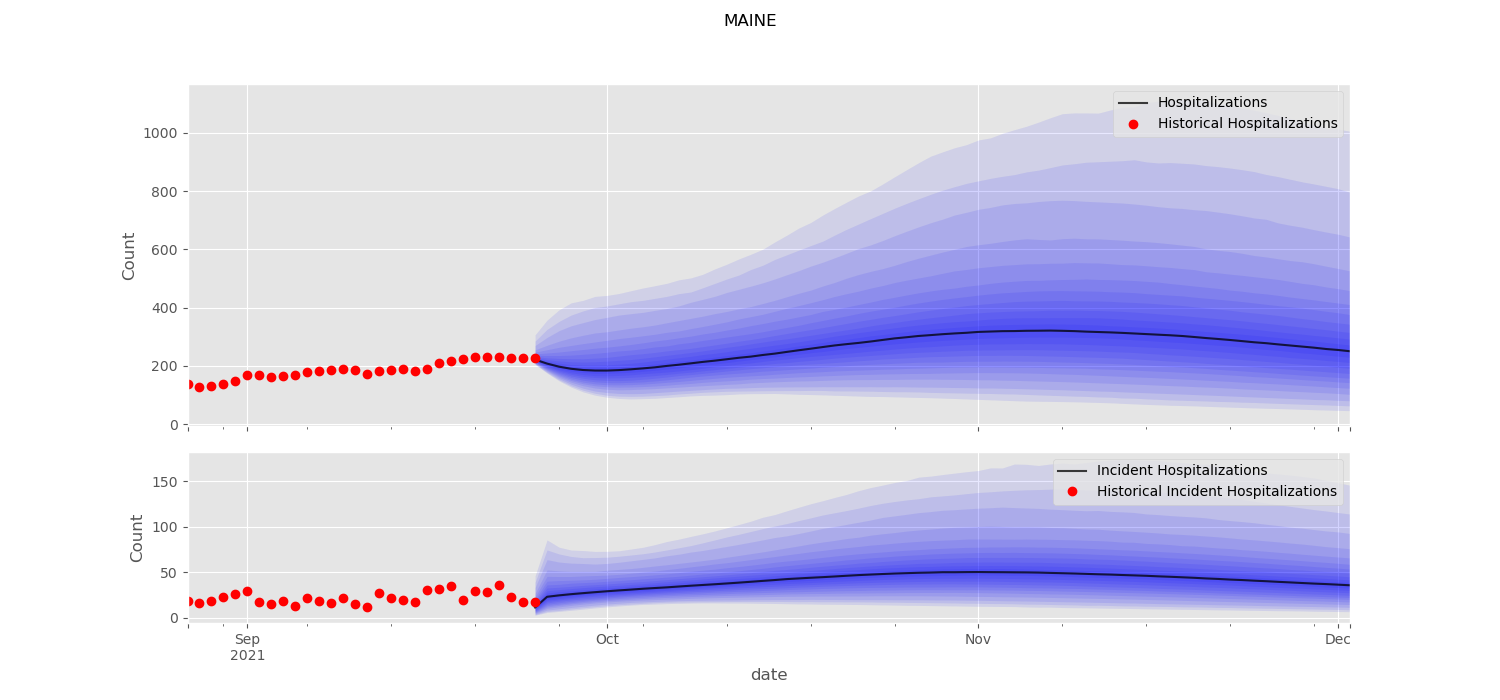 MAINE
Hospitalizations
Historical Hospitalizations
1000
800
600
400
200
0
Count
Incident Hospitalizations
Historical Incident Hospitalizations
150
100
50
0
Count
Sep
2021
Oct
Nov
Dec
date